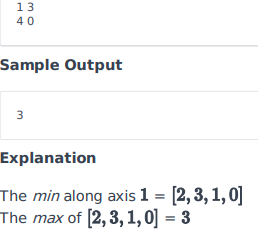 1 3
4 0
Sample Output
3
Explanation
The min along axis 1 = [2, 3, 1, 0]
The max of [2, 3, 1, 0] = 3